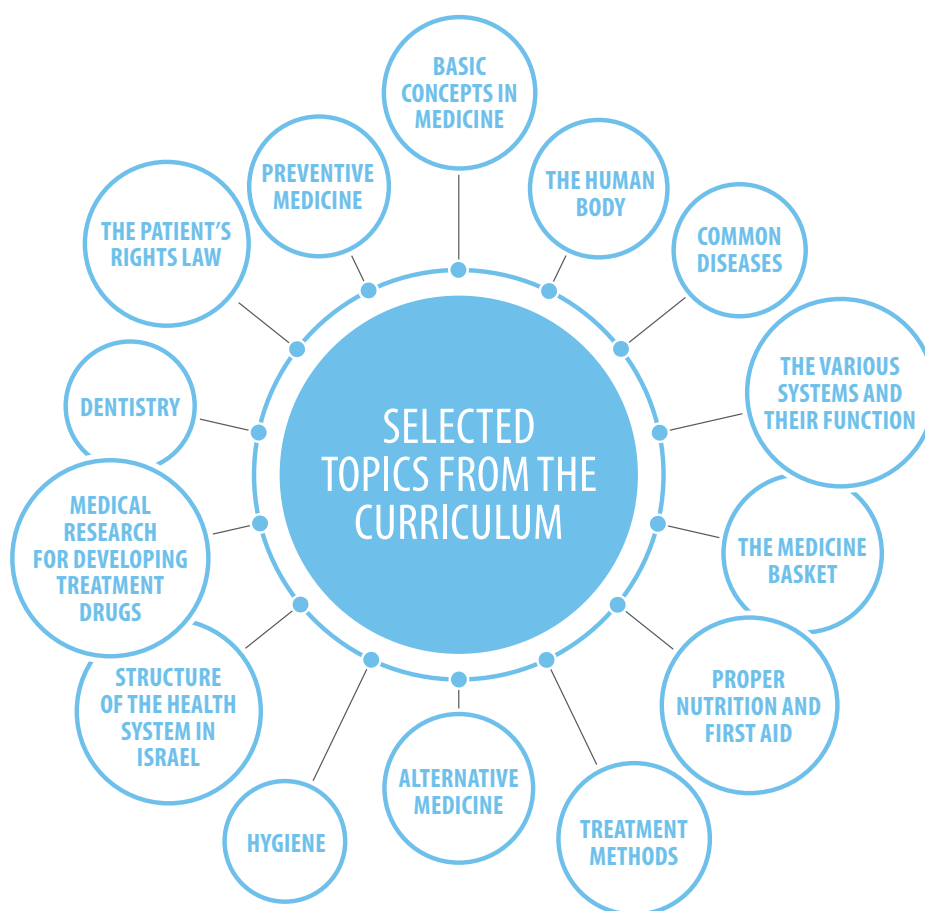 SELECTED
TOPICS FROM THE
CURRICULUM
BASIC
CONCEPTS IN
MEDICINE
THE HUMAN
BODY
COMMON
DISEASES
THE VARIOUS
SYSTEMS AND
THEIR FUNCTION
THE MEDICINE
BASKET
PROPER
NUTRITION AND
FIRST AID
TREATMENT
METHODS
ALTERNATIVE
MEDICINE
HYGIENE
STRUCTURE
OF THE HEALTH
SYSTEM IN
ISRAEL
MEDICAL
RESEARCH
FOR DEVELOPING
TREATMENT
DRUGS
DENTISTRY
THE PATIENT'S
RIGHTS LAW
PREVENTIVE
MEDICINE